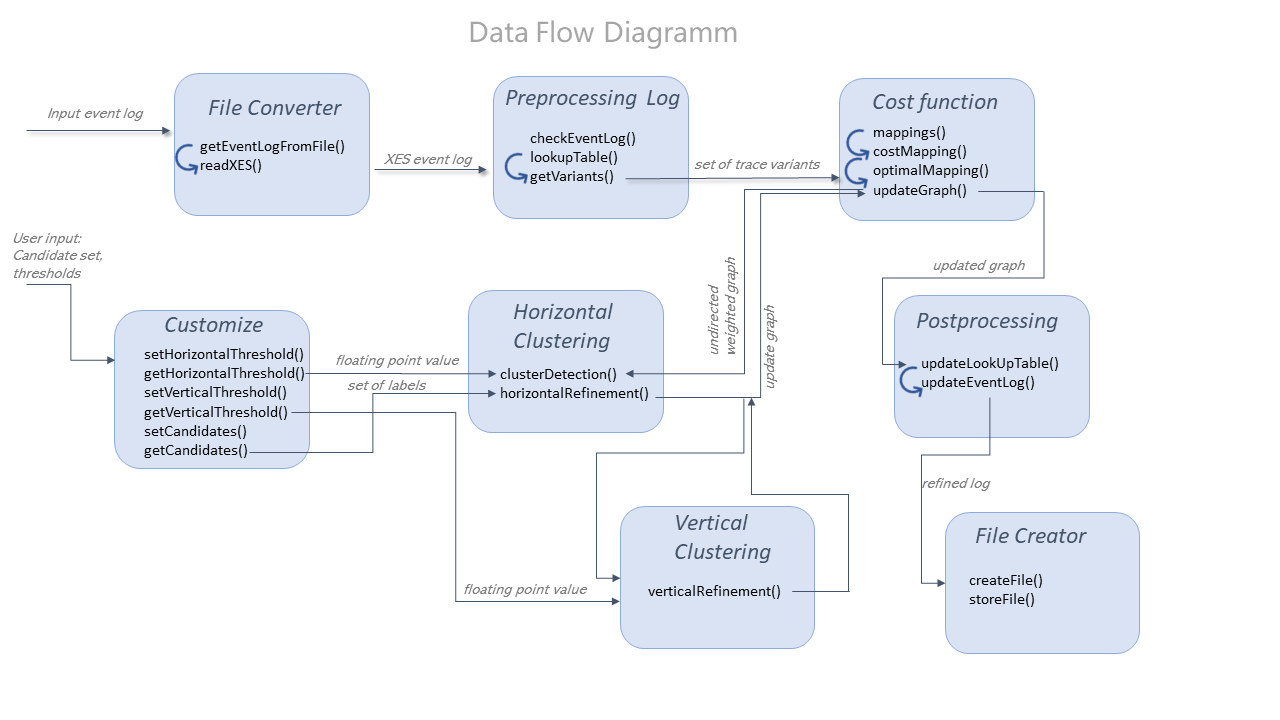 Data Flow Diagramm
Input event log
File Converter
getEventLogFromFile()
readXES()
XES event log
Preprocessing Log
checkEventLog()
lookupTable()
getVariants()
set of trace variants
Cost function
mappings()
costMapping()
optimalMapping()
updateGraph()
User input:
Candidate set,
thresholds
Customize
setHorizontalThreshold()
getHorizontalThreshold()
setVerticalThreshold()
getVerticalThreshold()
setCandidates()
getCandidates()
floating point value
set of labels
Horizontal
Clustering
clusterDetection()
horizontalRefinement()
undirected
weighted graph
update graph
updated graph
Postprocessing
updateLookUpTable()
updateEventLog()
floating point value
Vertical
Clustering
verticalRefinement()
refined log
File Creator
createFile()
storeFile()